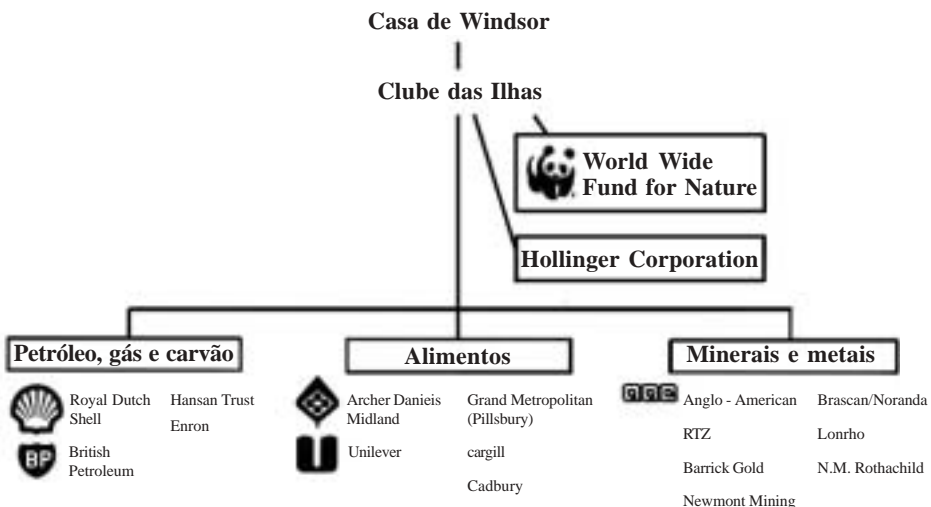 Casa de Windsor
Clube das Ilhas
World Wide
Fund for Nature
Hollinger Corporation
Petróleo, gás e carvão
Royal Dutch
Shell
British
Petroleum
Hansan Trust
Enron
BP
Alimentos
Archer Danieis
Midland
Unilever
Grand Metropolitan
(Pillsbury)
cargill
Cadbury
Minerais e metais
Anglo - American
RTZ
Barrick Gold
Newmont Mining
Brascan/Noranda
Lonrho
N.M. Rothachild